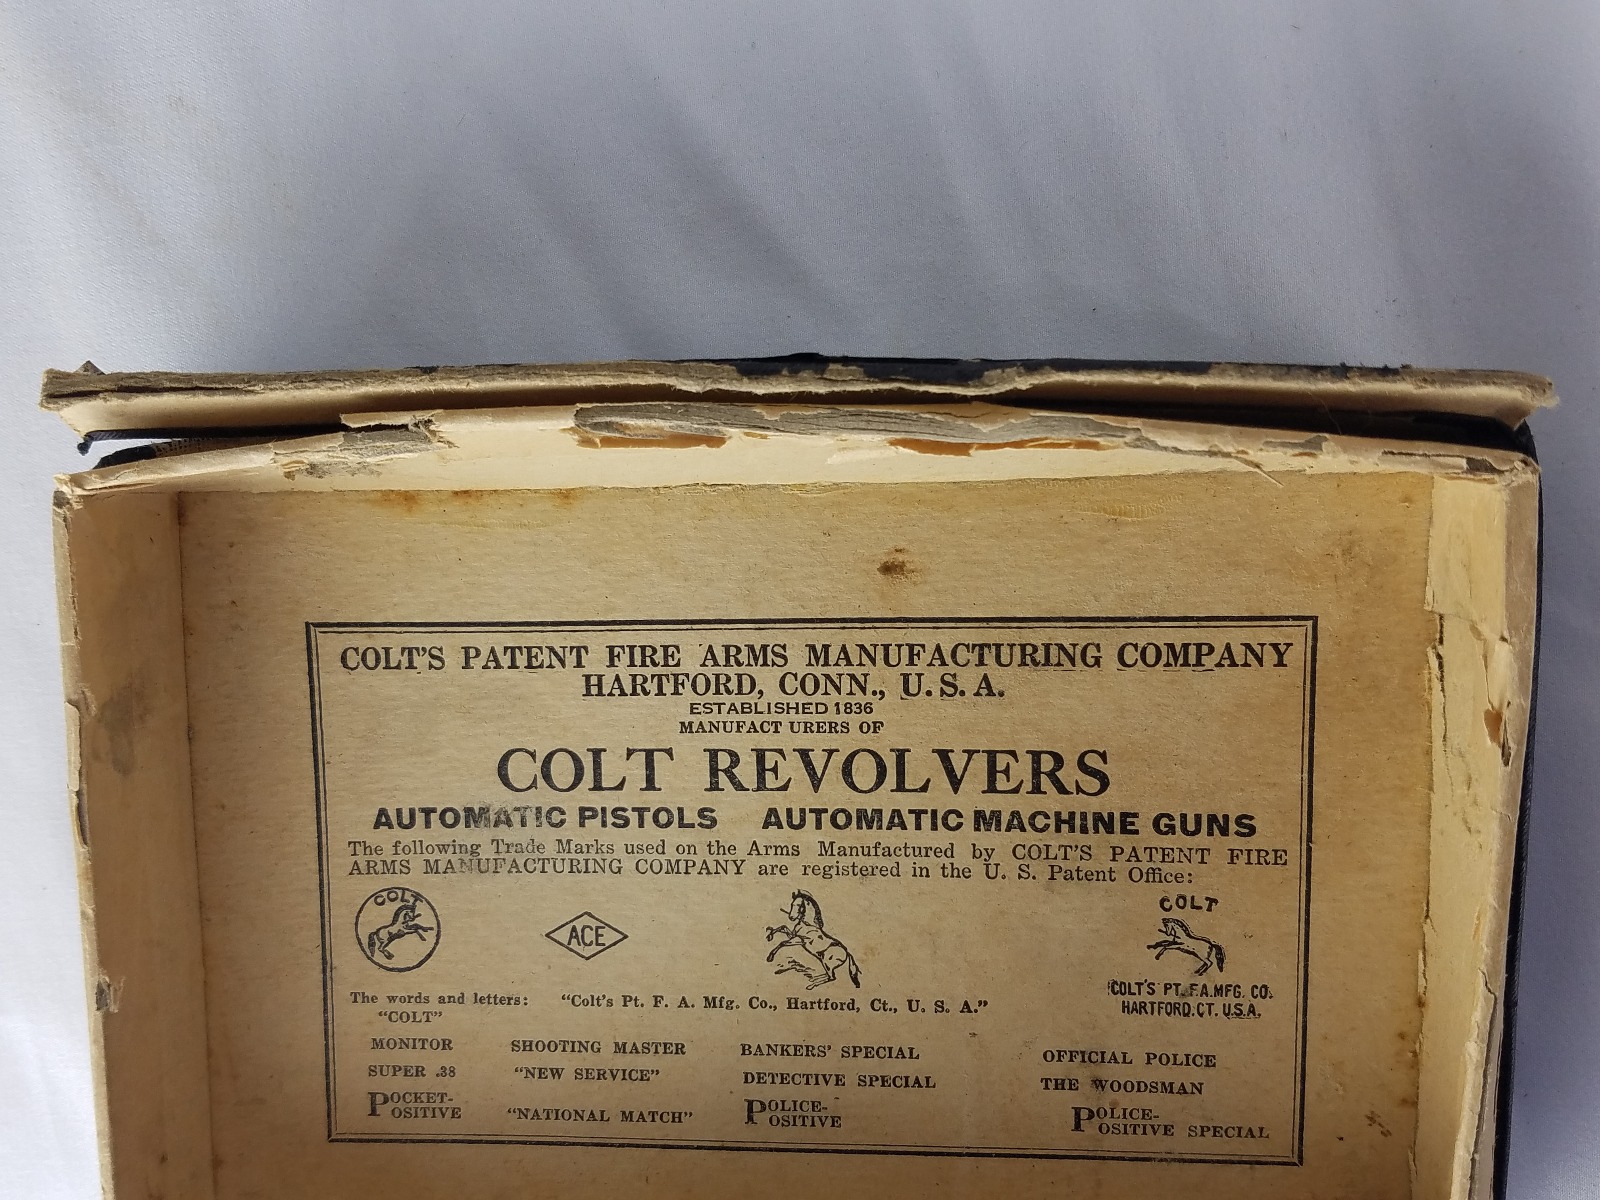 COLT'S PATENT FIRE ARMS MANUFACTURING COMPANY
HARTFORD, CONN., U. S. A.
ESTABLISHED 1836
MANUFACT URERS OF
COLT REVOLVERS
AUTOMATIC PISTOLS AUTOMATIC MACHINE GUNS
The following Trade Marks used on the Arms Manufactured by COLT'S PATENT FIRE
ARMS MANUFACTURING COMPANY are registered in the U. S. Patent Office:
COLT
ACE
COLT
COLT'S PT. F.A. MFG. CO.
HARTFORD. CT. U.S.A.
The words and letters: "Colt's Pt. F. A. Mfg. Co., Hartford, Ct., U. S. A."
"COLT"
MONITOR SHOOTING MASTER BANKERS' SPECIAL OFFICIAL POLICE
SUPER .38 "NEW SERVICE" DETECTIVE SPECIAL THE WOODSMAN
POCKET-
POSITIVE "NATIONAL MATCH" POLICE-
POSITIVE POLICE-
POSITIVE SPECIAL